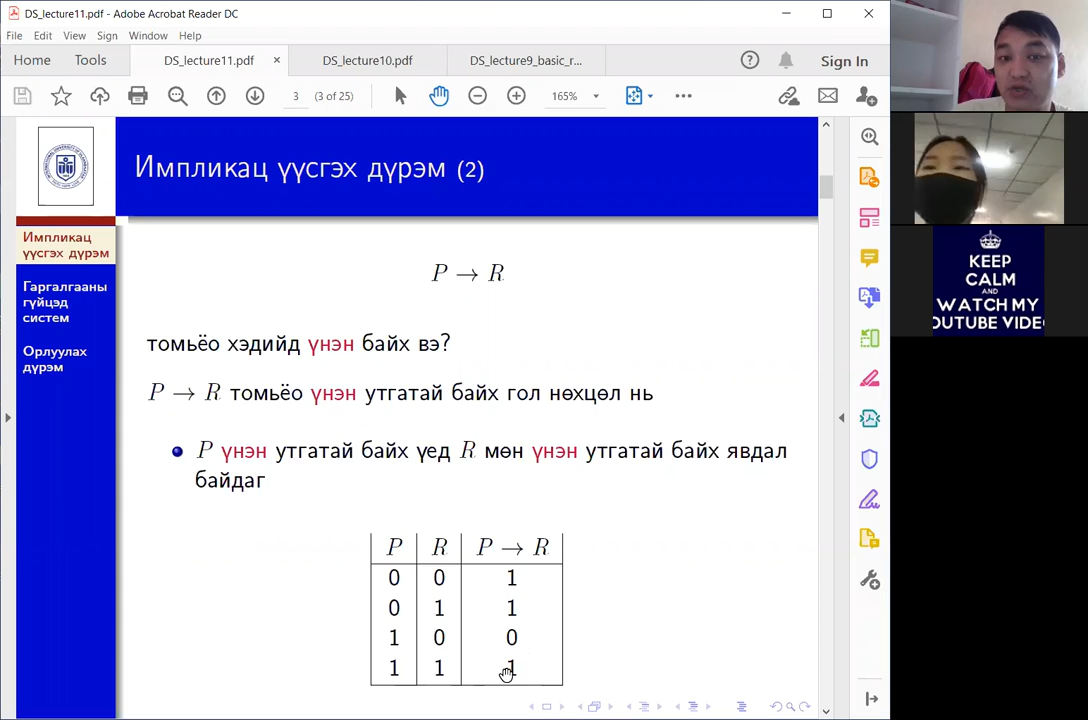 DS_lecture11.pdf - Adobe Acrobat Reader DC
File Edit View Sign Window Help
Home Tools DS_lecture11.pdf × DS_lecture10.pdf DS_lecture9_basic_r... Sign In
3 (3 of 25) 165%
Импликац үүсгэх дүрэм (2)
Импликац
үүсгэх дүрэм
Гаргалгааны
гүйцэд
систем
Орлуулах
дүрэм
P → R
томьёо хэдийд үнэн байх вэ?
P → R томьёо үнэн утгатай байх гол нөхцөл нь
P үнэн утгатай байх үед R мөн үнэн утгатай байх явдал
байдаг
P R P → R
0 0 1
0 1 1
1 0 0
1 1 1
KEEP
CALM
AND
WATCH MY
OUTUBE VIDE